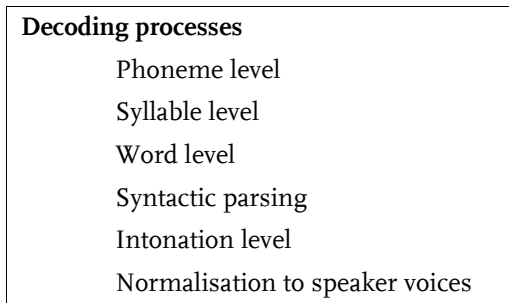 Decoding processes
Phoneme level
Syllable level
Word level
Syntactic parsing
Intonation level
Normalisation to speaker voices